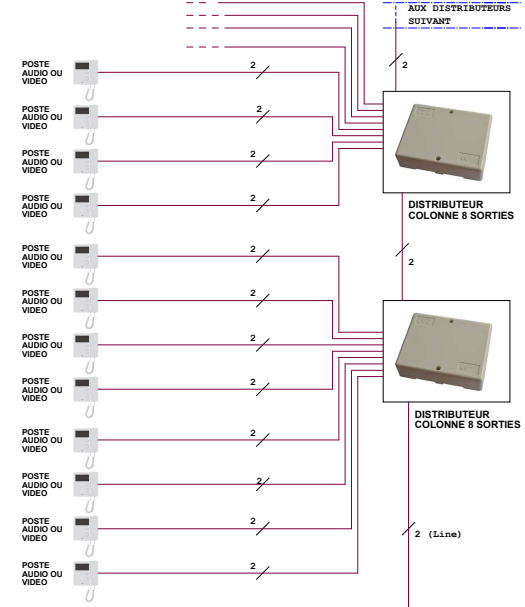 AUX DISTRIBUTEURS
SUIVANT
2
POSTE
AUDIO OU
VIDEO
2
POSTE
AUDIO OU
VIDEO
2
POSTE
AUDIO OU
VIDEO
2
POSTE
AUDIO OU
VIDEO
2
DISTRIBUTEUR
COLONNE 8 SORTIES
2
POSTE
AUDIO OU
VIDEO
2
POSTE
AUDIO OU
VIDEO
2
POSTE
AUDIO OU
VIDEO
2
POSTE
AUDIO OU
VIDEO
2
DISTRIBUTEUR
COLONNE 8 SORTIES
POSTE
AUDIO OU
VIDEO
2
POSTE
AUDIO OU
VIDEO
2
POSTE
AUDIO OU
VIDEO
2
2 (Line)
POSTE
AUDIO OU
VIDEO
2